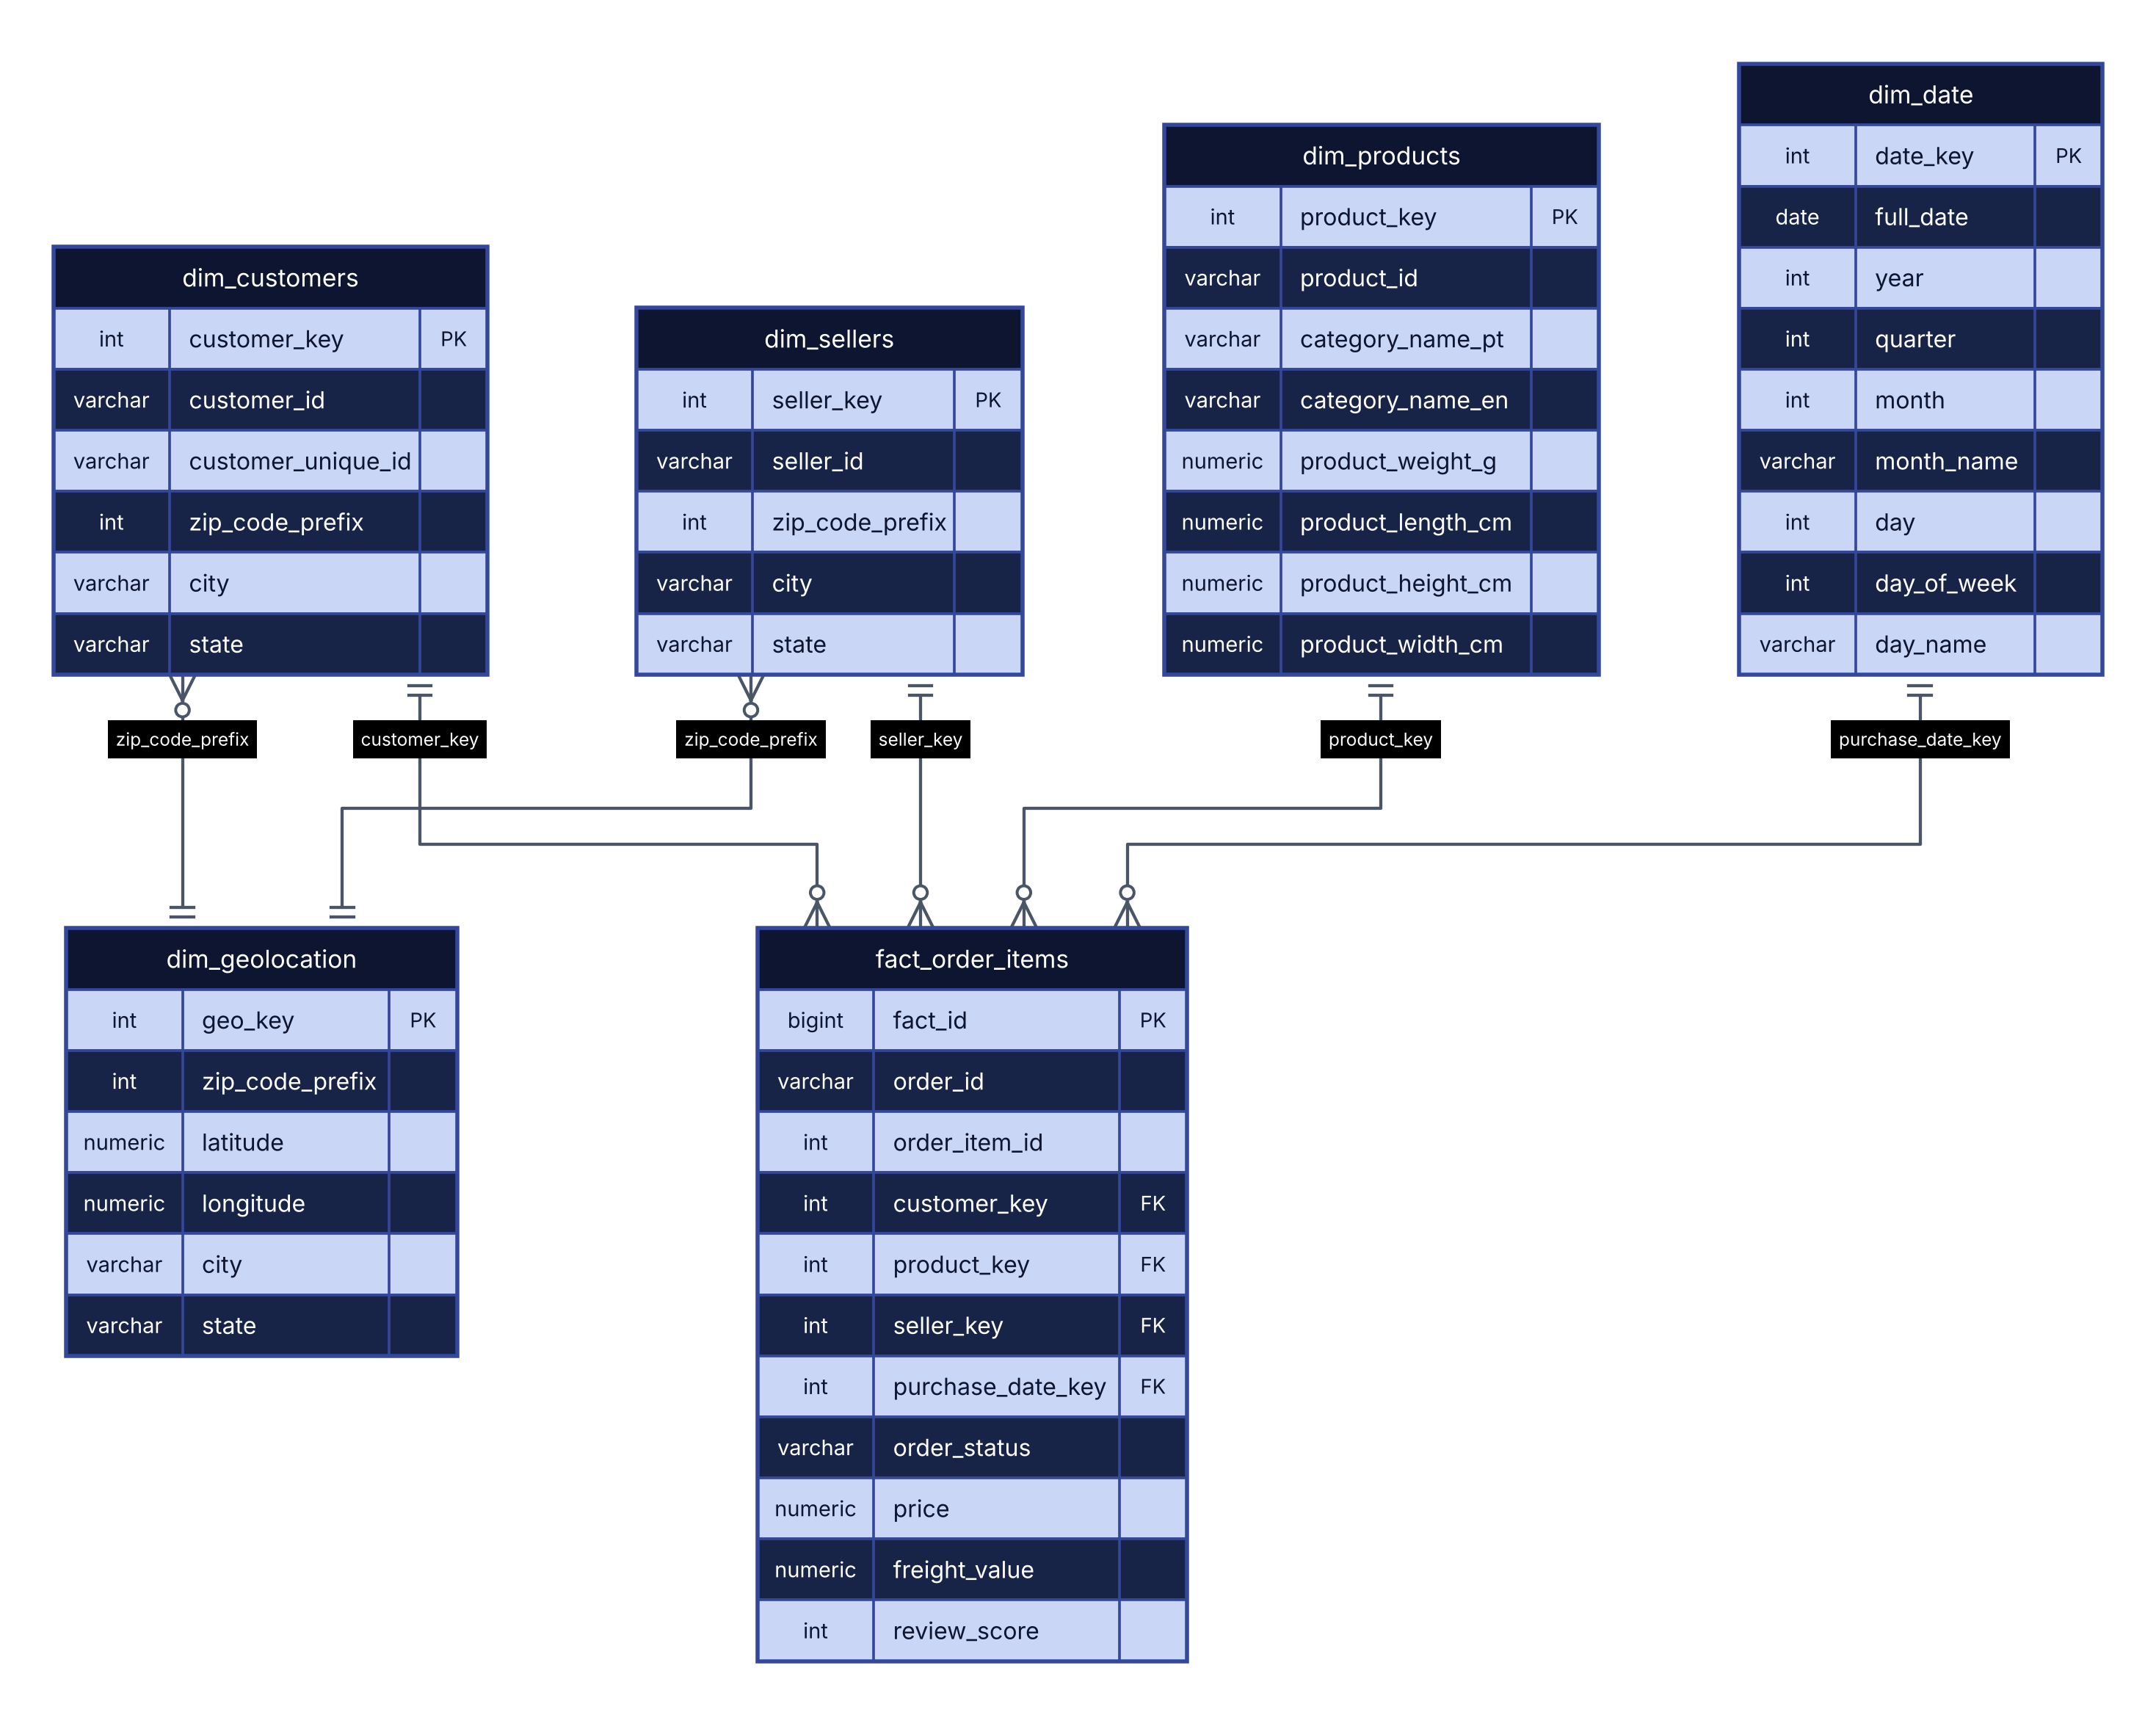 dim_customers
int customer_key PK
varchar customer_id
varchar customer_unique_id
int zip_code_prefix
varchar city
varchar state
dim_sellers
int seller_key PK
varchar seller_id
int zip_code_prefix
varchar city
varchar state
dim_products
int product_key PK
varchar product_id
varchar category_name_pt
varchar category_name_en
numeric product_weight_g
numeric product_length_cm
numeric product_height_cm
numeric product_width_cm
dim_date
int date_key PK
date full_date
int year
int quarter
int month
varchar month_name
int day
int day_of_week
varchar day_name
zip_code_prefix
customer_key
zip_code_prefix
seller_key
product_key
purchase_date_key
dim_geolocation
int geo_key PK
int zip_code_prefix
numeric latitude
numeric longitude
varchar city
varchar state
fact_order_items
bigint fact_id PK
varchar order_id
int order_item_id
int customer_key FK
int product_key FK
int seller_key FK
int purchase_date_key FK
varchar order_status
numeric price
numeric freight_value
int review_score